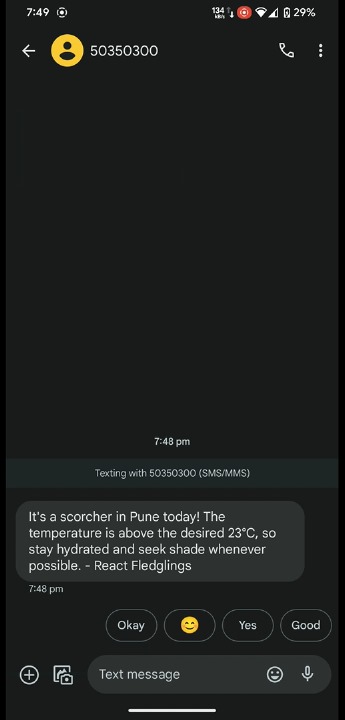 7:49
134
kB/s
29%
50350300
7:48 pm
Texting with 50350300 (SMS/MMS)
It's a scorcher in Pune today! The
temperature is above the desired 23°C, so
stay hydrated and seek shade whenever
possible. - React Fledglings
7:48 pm
Okay
😊
Yes
Good
Text message